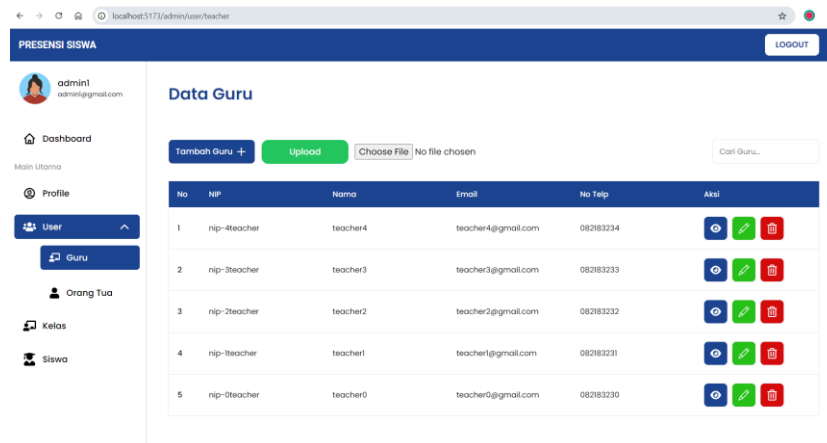 localhost:5173/admin/user/teacher
PRESENSI SISWA
LOGOUT
admin1
admin1@gmail.com
Data Guru
Dashboard
Main Utama
Tambah Guru +
Upload
Choose File No file chosen
Cari Guru...
Profile
User
Guru
Orang Tua
Kelas
Siswa
No NIP Nama Email No Telp Aksi
1 nip-4teacher teacher4 teacher4@gmail.com 082183234
2 nip-3teacher teacher3 teacher3@gmail.com 082183233
3 nip-2teacher teacher2 teacher2@gmail.com 082183232
4 nip-1teacher teacher1 teacher1@gmail.com 082183231
5 nip-0teacher teacher0 teacher0@gmail.com 082183230